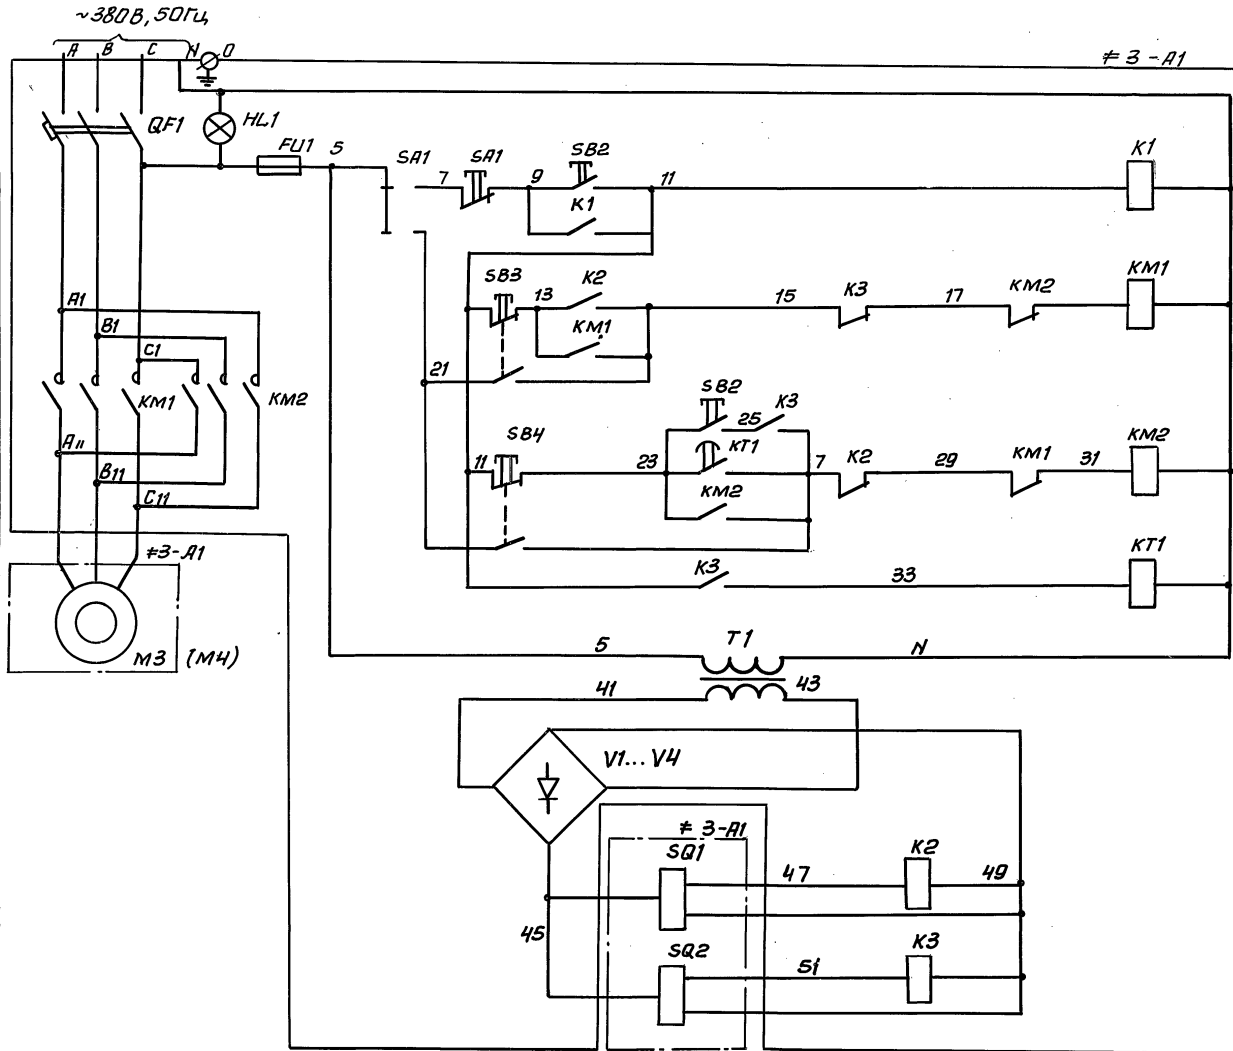 ~380В, 50Гц
A B C N 0
≠ 3 - A1
QF1
HL1
FU1
5
SA1
7
SA1
9
SB2
K1
11
K1
A1
B1
C1
KM1
KM2
A11
B11
C11
SB3
13
K2
KM1
15
K3
17
KM2
KM1
21
SB2
25
K3
11
SB4
23
KT1
KM2
7
K2
29
KM1
31
KM2
K3
33
KT1
≠3-A1
M3 (M4)
5
T1
N
41
43
V1...V4
≠ 3-A1
SQ1
47
K2
49
45
SQ2
51
K3